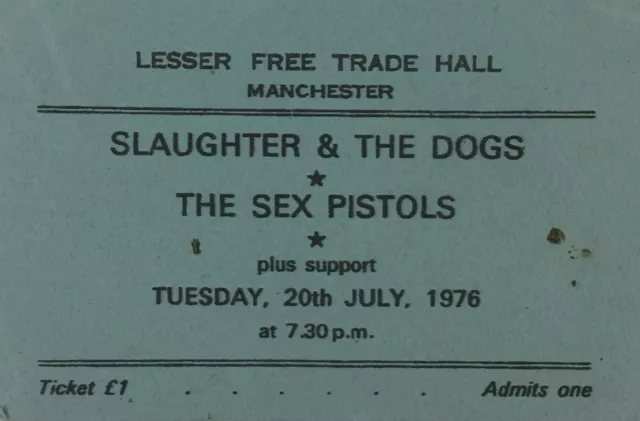 LESSER FREE TRADE HALL
MANCHESTER
SLAUGHTER & THE DOGS
★
THE SEX PISTOLS
★
plus support
TUESDAY, 20th JULY, 1976
at 7.30 p.m.
Ticket £1 . . . . . . Admits one